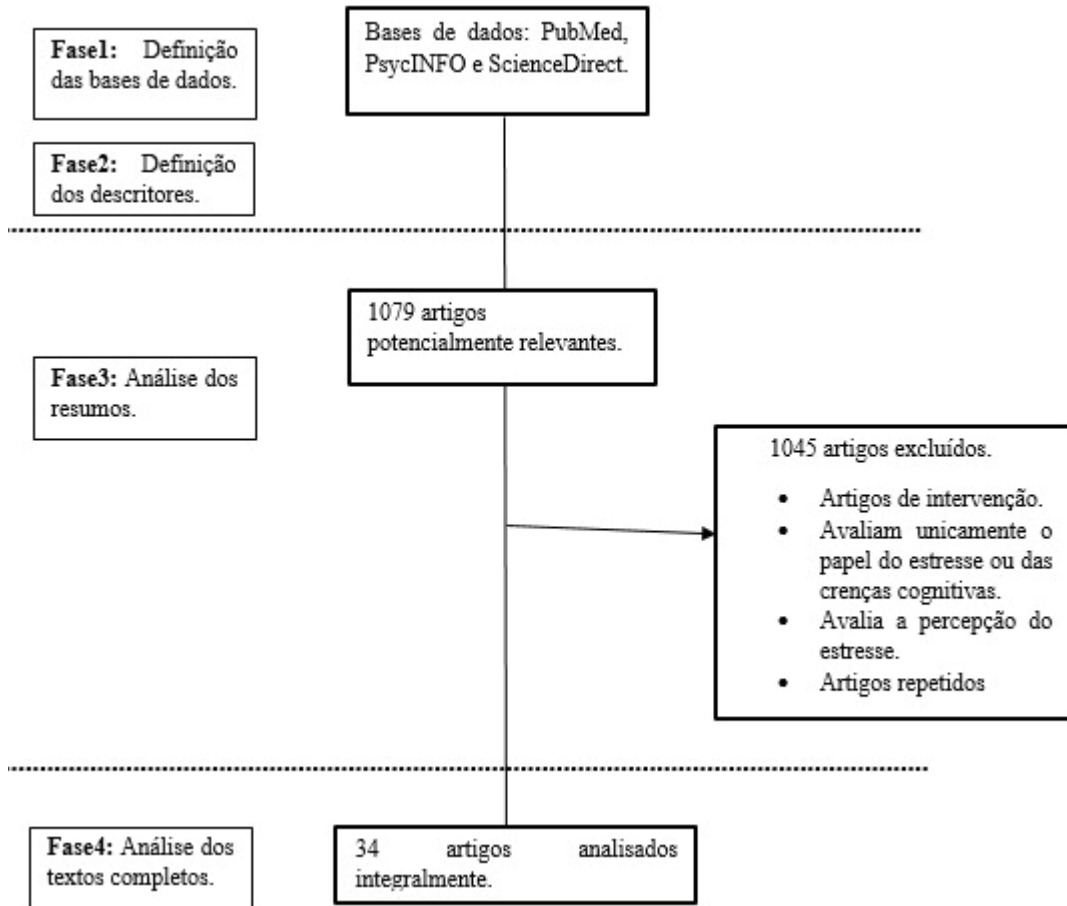 Fase1: Definição
das bases de dados.
Bases de dados: PubMed,
PsycINFO e ScienceDirect.
Fase2: Definição
dos descritores.
1079 artigos
potencialmente relevantes.
Fase3: Análise dos
resumos.
1045 artigos excluídos.
• Artigos de intervenção.
• Avaliam unicamente o
papel do estresse ou das
crenças cognitivas.
• Avalia a percepção do
estresse.
• Artigos repetidos
Fase4: Análise dos
textos completos.
34 artigos analisados
integralmente.